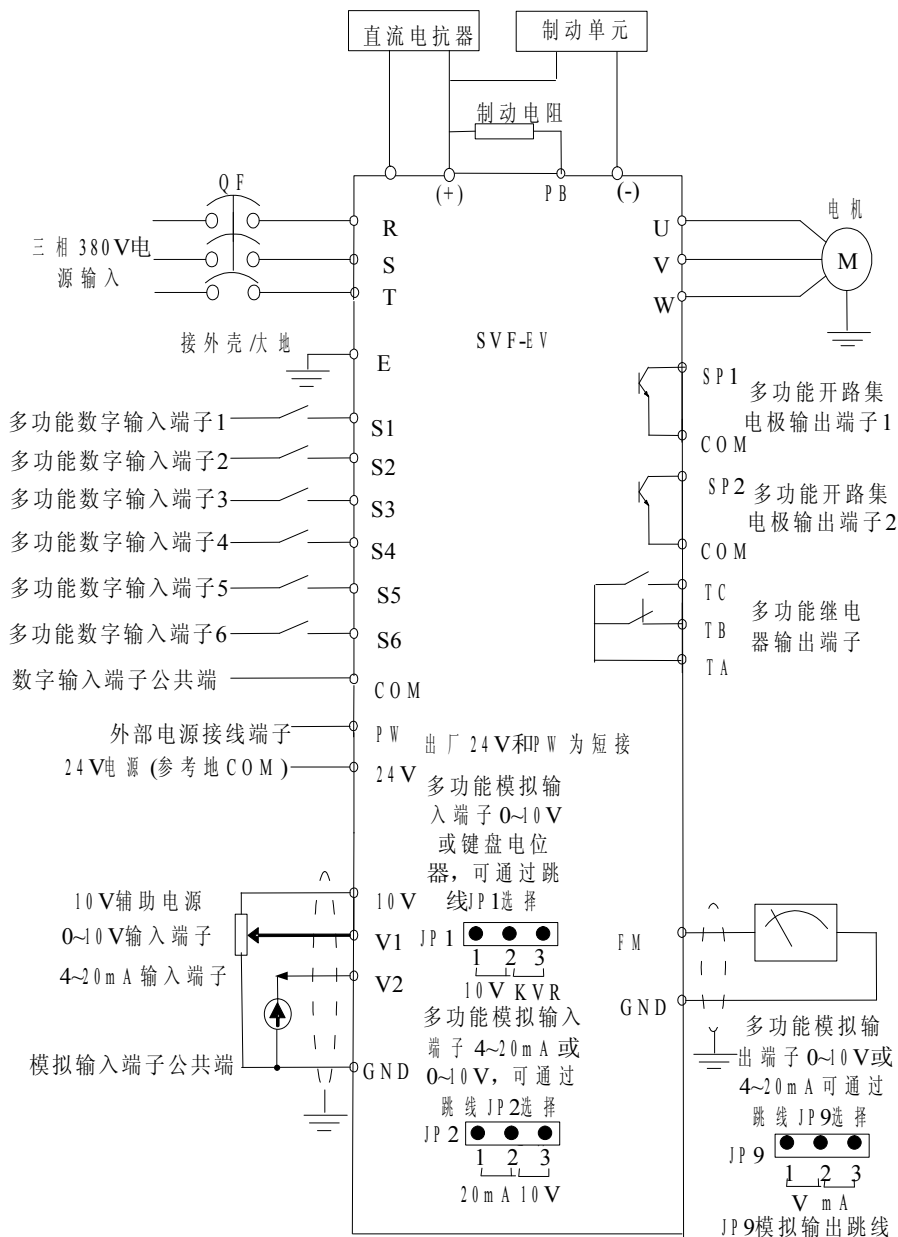 直流电抗器
制动单元
制动电阻
(+)
PB
(-)
QF
三相380V电
源输入
R
S
T
接外壳/大地
E
U
V
W
电机
M
SVF-EV
多功能数字输入端子1
S1
多功能数字输入端子2
S2
多功能数字输入端子3
S3
多功能数字输入端子4
S4
多功能数字输入端子5
S5
多功能数字输入端子6
S6
数字输入端子公共端
COM
外部电源接线端子
PW
24V电源(参考地COM)
24V
出厂24V和PW为短接
SP1
多功能开路集
电极输出端子1
COM
SP2
多功能开路集
电极输出端子2
COM
TC
TB
TA
多功能继电
器输出端子
多功能模拟输
入端子0~10V
或键盘电位
器，可通过跳
线JP1选择
10V辅助电源
10V
0~10V输入端子
V1
4~20mA输入端子
V2
模拟输入端子公共端
GND
JP1
1 2 3
10V KVR
多功能模拟输入
端子4~20mA或
0~10V，可通过
跳线JP2选择
JP2
1 2 3
20mA 10V
FM
GND
多功能模拟输
出端子0~10V或
4~20mA可通过
跳线JP9选择
JP9
1 2 3
V mA
JP9模拟输出跳线